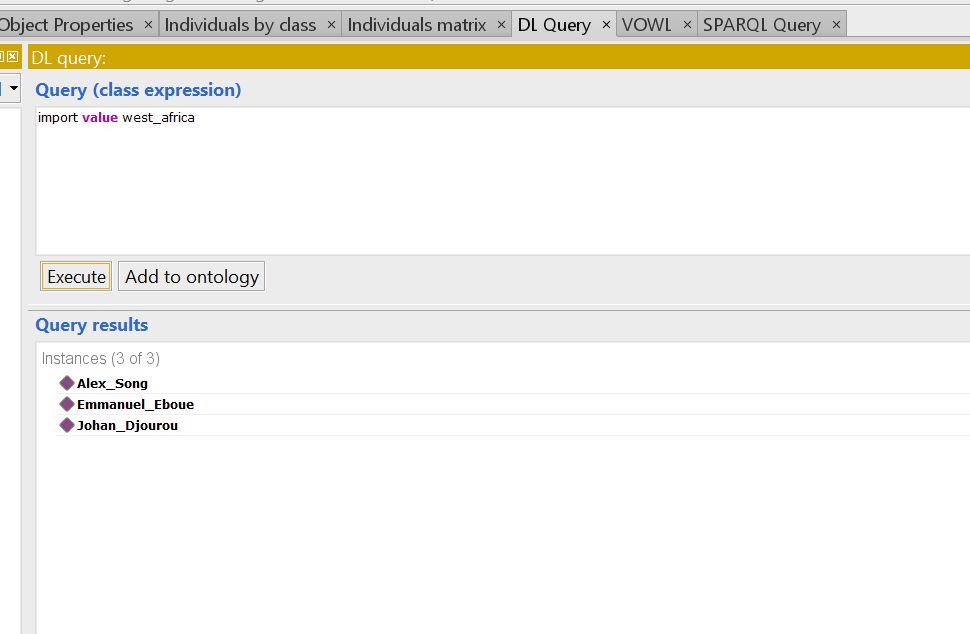 Object Properties × Individuals by class × Individuals matrix × DL Query × VOWL × SPARQL Query ×
DL query:
Query (class expression)
import value west_africa
Execute Add to ontology
Query results
Instances (3 of 3)
Alex_Song
Emmanuel_Eboue
Johan_Djourou